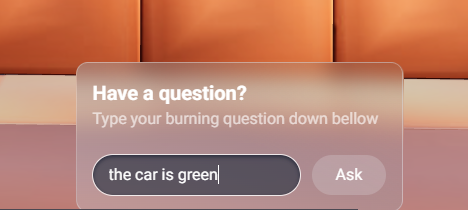 Have a question?
Type your burning question down bellow
the car is green
Ask